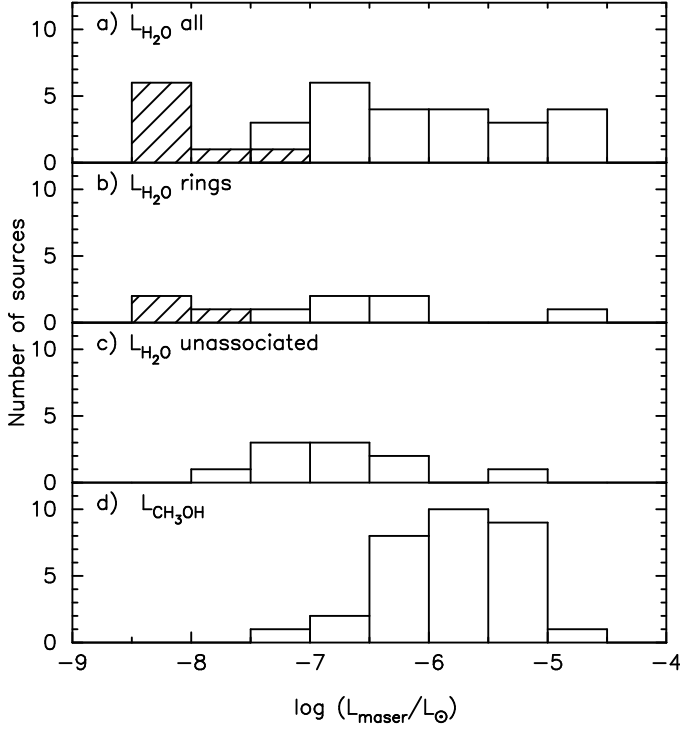 a) L_H₂O all
10
5
0
b) L_H₂O rings
10
5
0
c) L_H₂O unassociated
10
5
0
d) L_CH₃OH
10
5
0
Number of sources
−9 −8 −7 −6 −5 −4
log (L_maser/L_⊙)